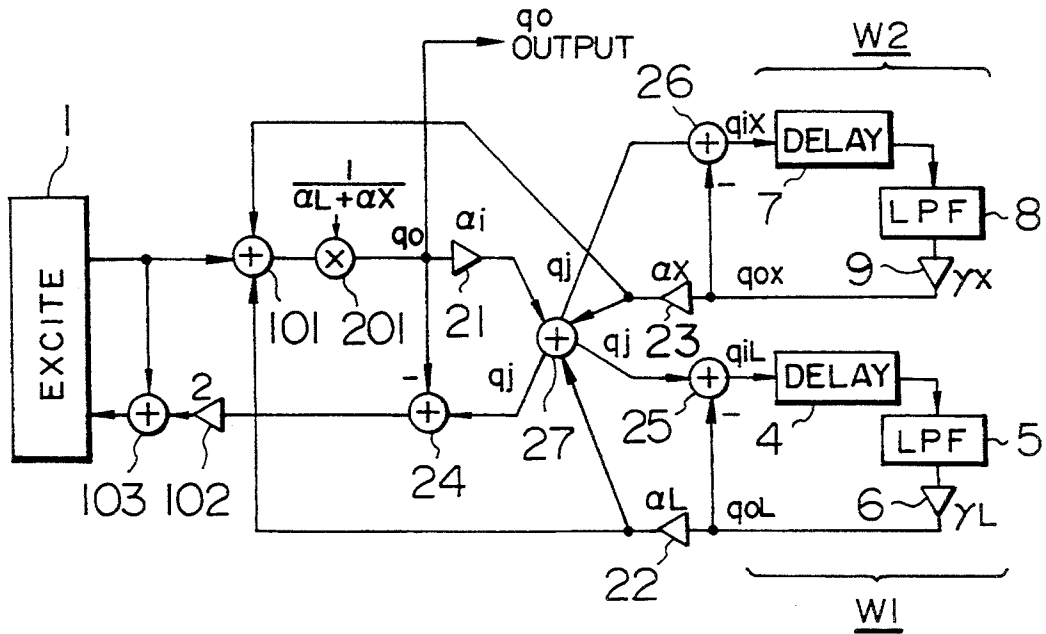 qo
OUTPUT
W2
26
qiX
DELAY
7
LPF
8
9
γX
1
EXCITE
1
αL+αX
+
101
×
201
qo
αi
21
qj
αX
23
qoX
+
-
+
27
qj
qj
+
25
-
qiL
DELAY
4
LPF
5
6
γL
-
+
24
2
102
+
103
αL
22
qoL
W1